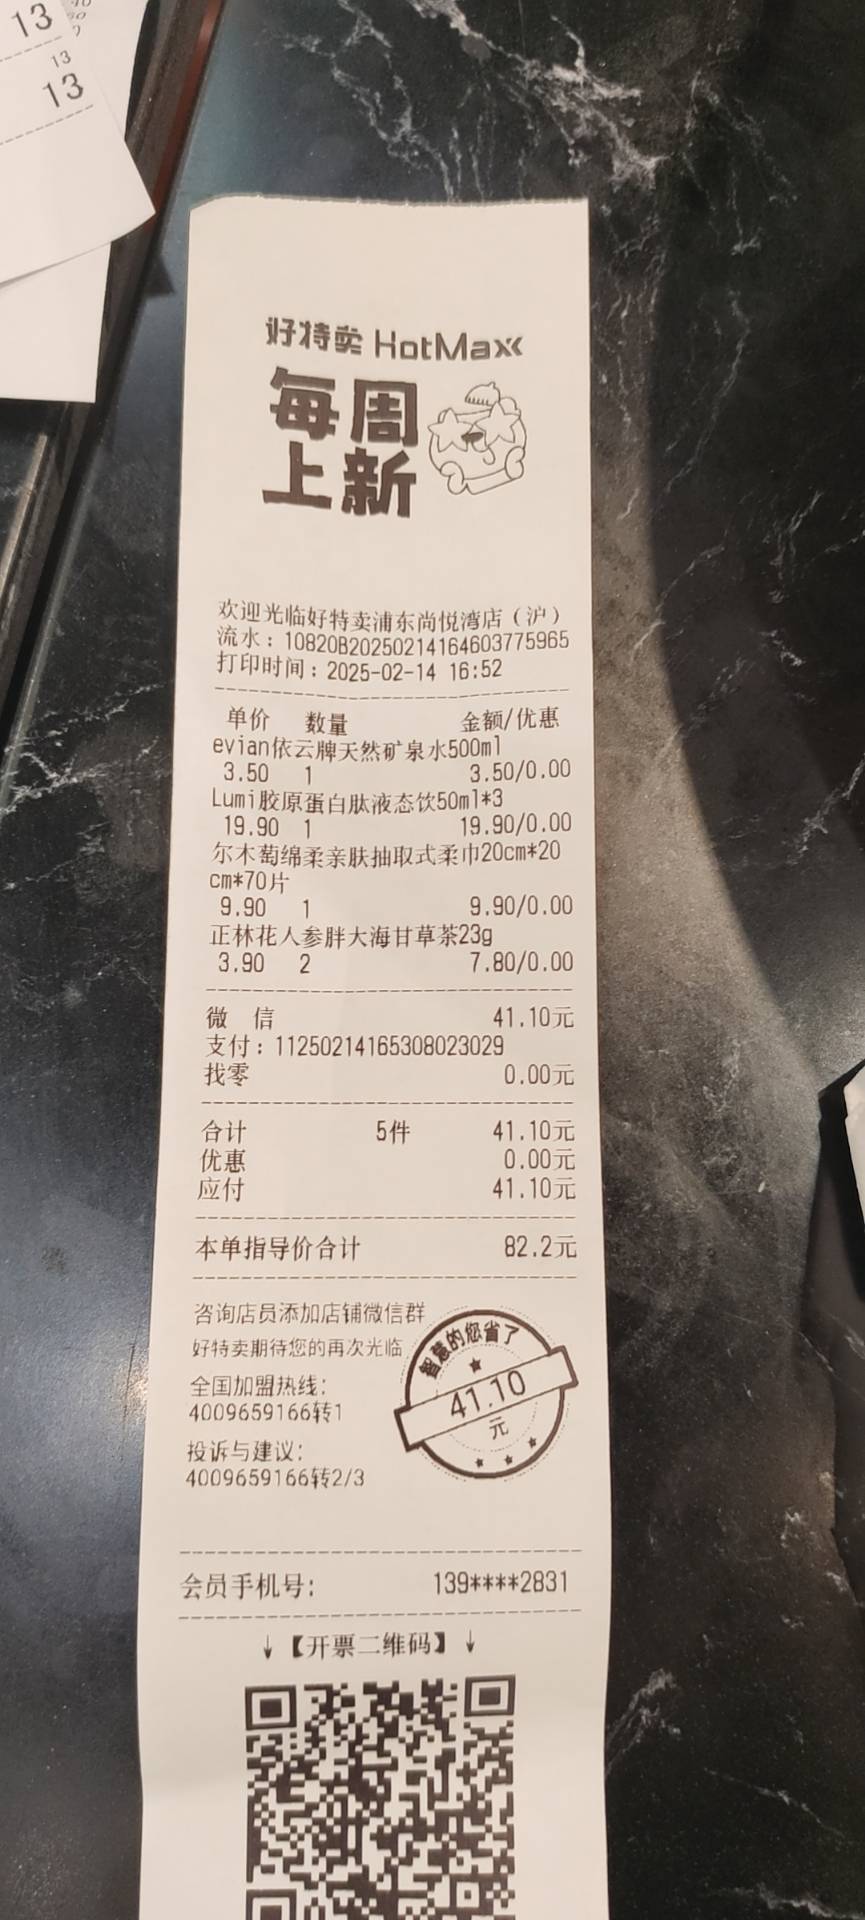 13
13
13
好特卖 HotMaxx
每周
上新
欢迎光临好特卖浦东尚悦湾店（沪）
流水：10820B20250214164603775965
打印时间：2025-02-14 16:52
单价 数量 金额/优惠
evian依云牌天然矿泉水500ml
3.50 1 3.50/0.00
Lumi胶原蛋白肽液态饮50ml*3
19.90 1 19.90/0.00
尔木萄绵柔亲肤抽取式柔巾20cm*20
cm*70片
9.90 1 9.90/0.00
正林花人参胖大海甘草茶23g
3.90 2 7.80/0.00
微 信 41.10元
支付：11250214165308023029
找零 0.00元
合计 5件 41.10元
优惠 0.00元
应付 41.10元
本单指导价合计 82.2元
咨询店员添加店铺微信群
好特卖期待您的再次光临
全国加盟热线：
4009659166转1
投诉与建议：
4009659166转2/3
智慧的您省了
41.10
元
会员手机号： 139****2831
↓【开票二维码】↓